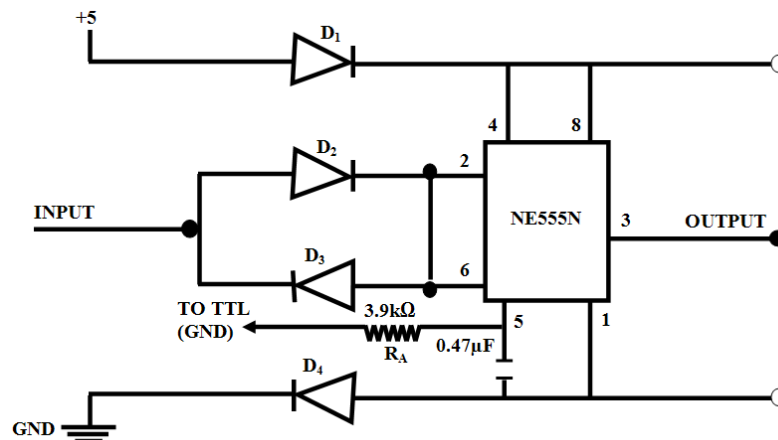 +5
D₁
4
8
D₂
2
INPUT
NE555N
3
OUTPUT
D₃
6
TO TTL
(GND)
3.9kΩ
5
1
R_A
0.47µF
D₄
GND